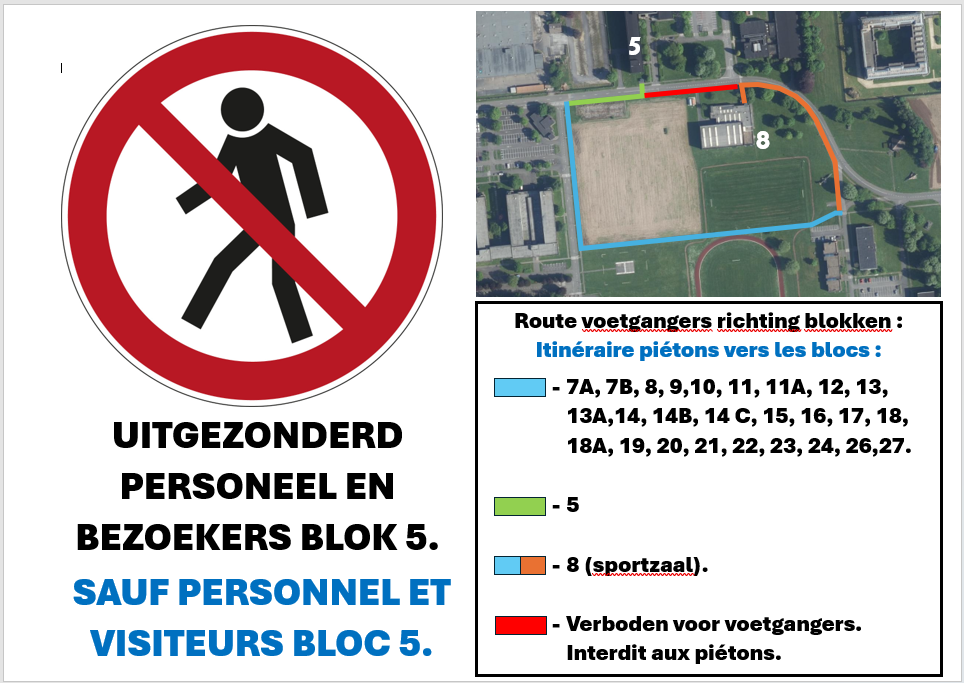 UITGEZONDERD
PERSONEEL EN
BEZOEKERS BLOK 5.
SAUF PERSONNEL ET
VISITEURS BLOC 5.
5
8
Route voetgangers richting blokken :
Itinéraire piétons vers les blocs :
- 7A, 7B, 8, 9,10, 11, 11A, 12, 13,
13A,14, 14B, 14 C, 15, 16, 17, 18,
18A, 19, 20, 21, 22, 23, 24, 26,27.
- 5
- 8 (sportzaal).
- Verboden voor voetgangers.
Interdit aux piétons.